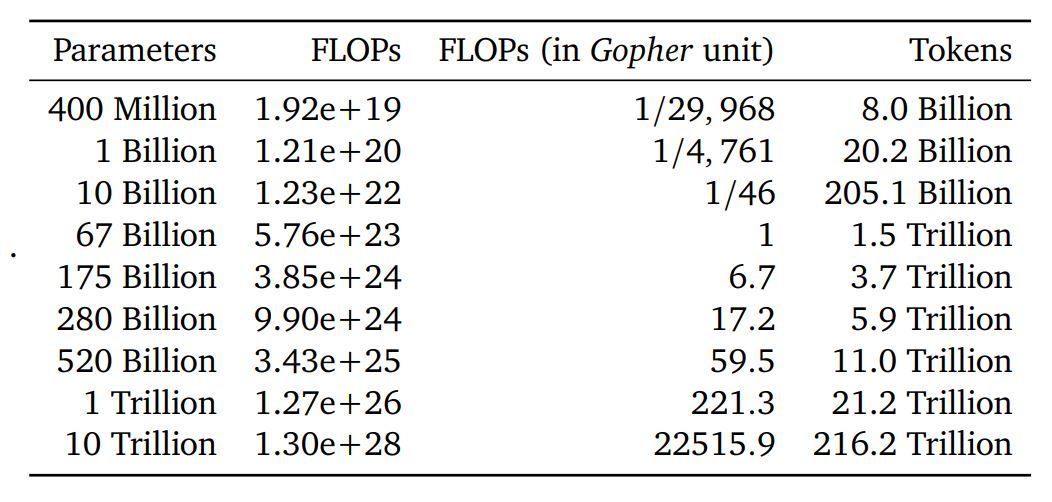 Parameters FLOPs FLOPs (in Gopher unit) Tokens
400 Million 1.92e+19 1/29, 968 8.0 Billion
1 Billion 1.21e+20 1/4, 761 20.2 Billion
10 Billion 1.23e+22 1/46 205.1 Billion
67 Billion 5.76e+23 1 1.5 Trillion
175 Billion 3.85e+24 6.7 3.7 Trillion
280 Billion 9.90e+24 17.2 5.9 Trillion
520 Billion 3.43e+25 59.5 11.0 Trillion
1 Trillion 1.27e+26 221.3 21.2 Trillion
10 Trillion 1.30e+28 22515.9 216.2 Trillion